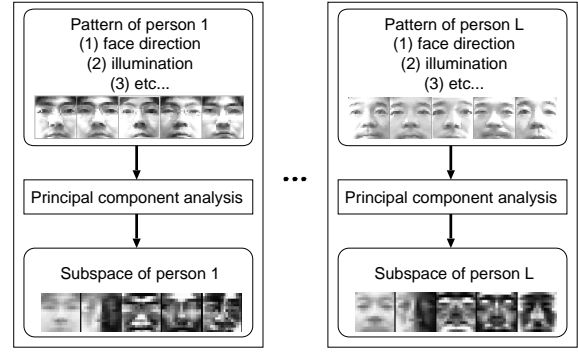 Pattern of person 1
(1) face direction
(2) illumination
(3) etc...
Principal component analysis
Subspace of person 1
...
Pattern of person L
(1) face direction
(2) illumination
(3) etc...
Principal component analysis
Subspace of person L